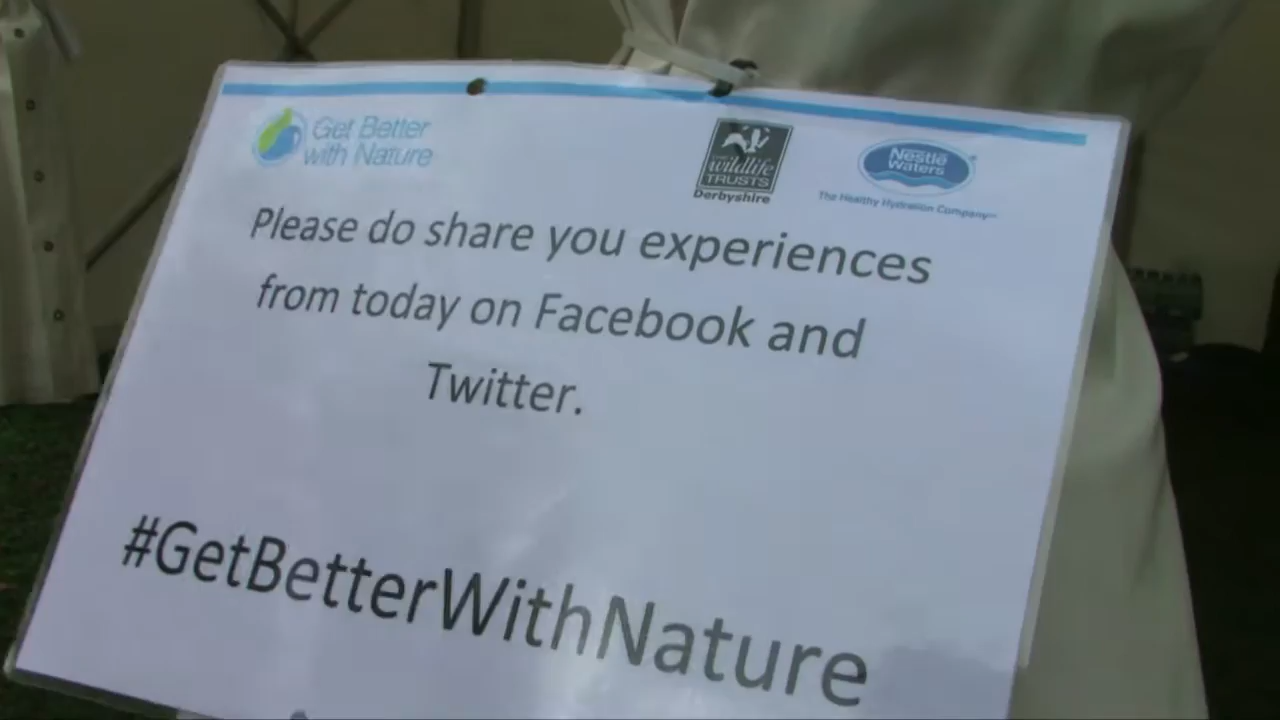 Get Better
with Nature
wildlife
TRUSTS
Derbyshire
Nestlé
Waters
The Healthy Hydration Company™
Please do share you experiences
from today on Facebook and
Twitter.
#GetBetterWithNature